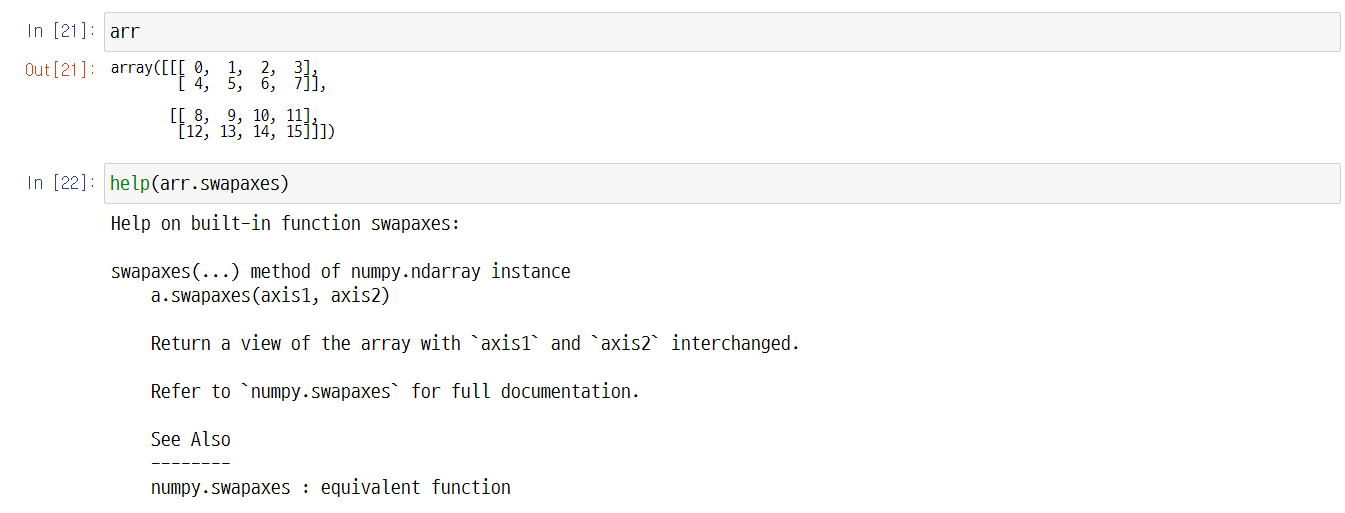 In [21]: arr
Out[21]: array([[[ 0,  1,  2,  3],
        [ 4,  5,  6,  7]],
       [[ 8,  9, 10, 11],
        [12, 13, 14, 15]]])
In [22]: help(arr.swapaxes)
Help on built-in function swapaxes:
swapaxes(...) method of numpy.ndarray instance
    a.swapaxes(axis1, axis2)
    Return a view of the array with `axis1` and `axis2` interchanged.
    Refer to `numpy.swapaxes` for full documentation.
    See Also
    --------
    numpy.swapaxes : equivalent function